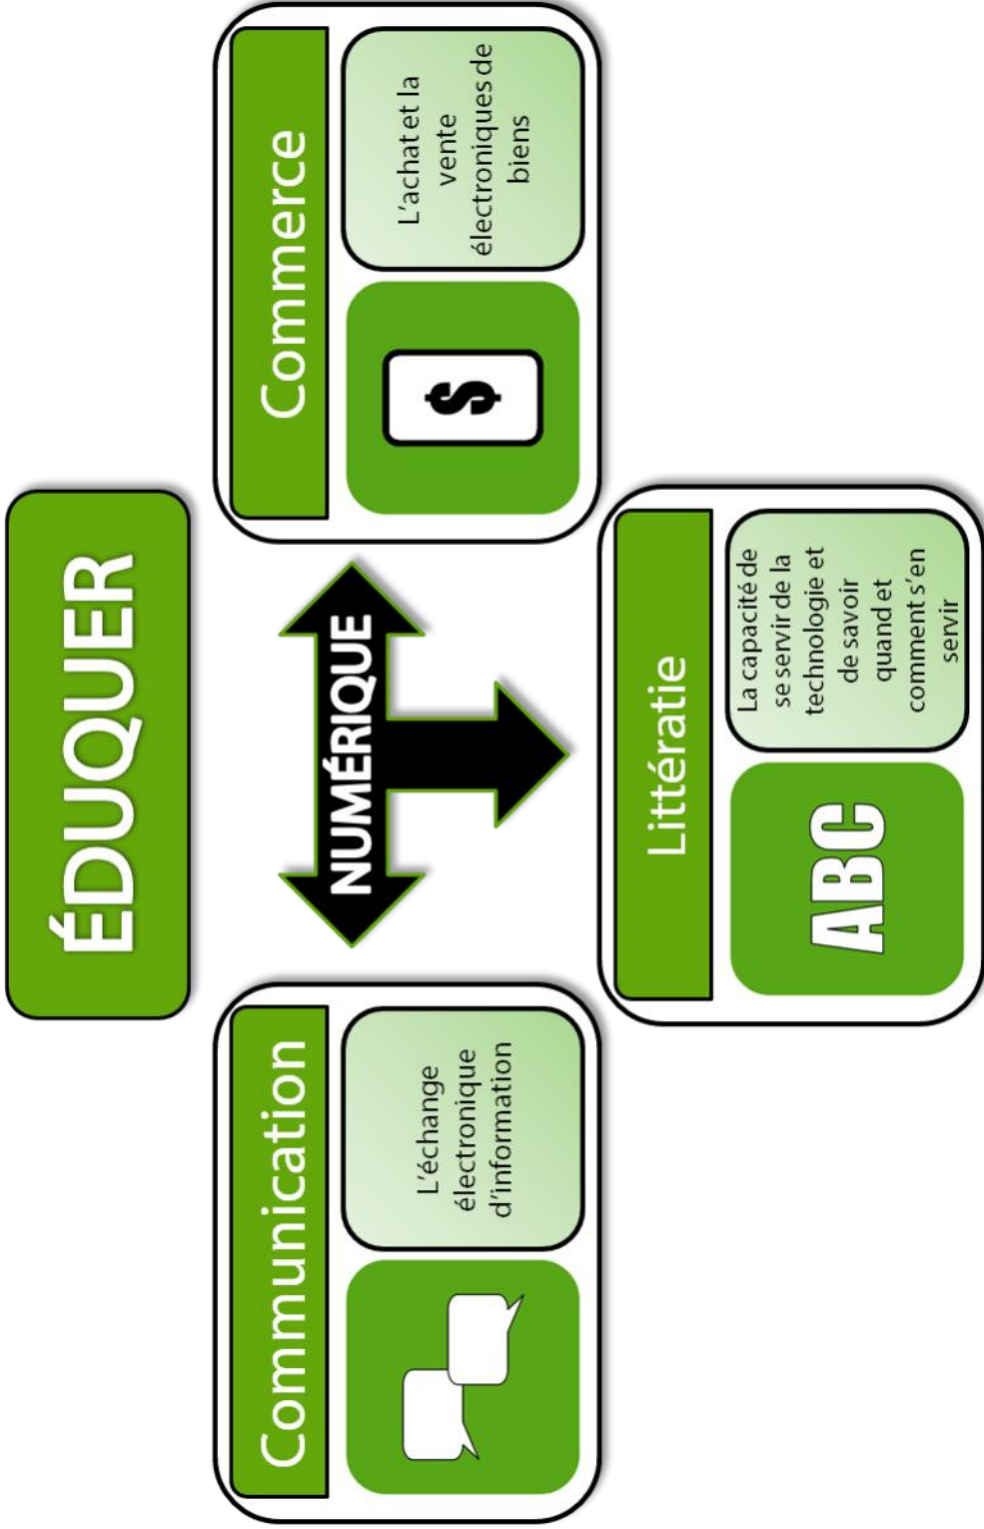 ÉDUQUER
Communication
L'échange
électronique
d'information
NUMÉRIQUE
Commerce
$
L'achat et la
vente
électroniques de
biens
Littératie
ABC
La capacité de
se servir de la
technologie et
de savoir
quand et
comment s'en
servir